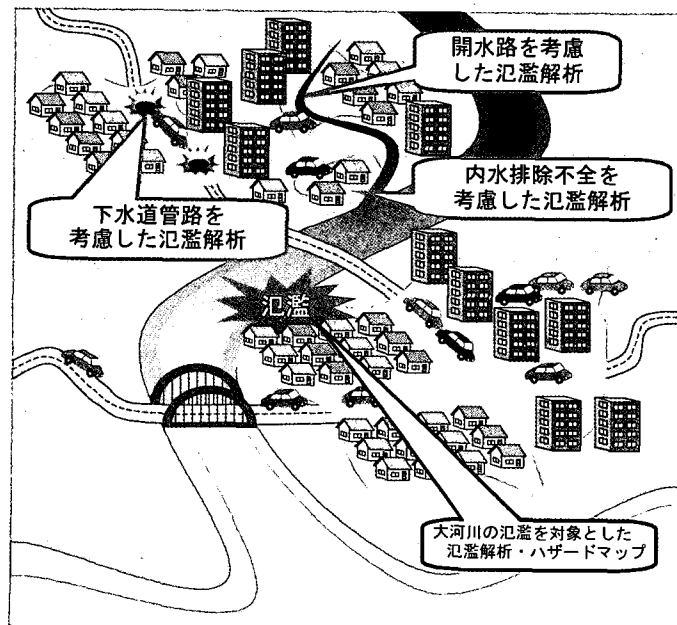 開水路を考慮
した氾濫解析
内水排除不全を
考慮した氾濫解析
下水道管路を
考慮した氾濫解析
氾濫
大河川の氾濫を対象とした
氾濫解析・ハザードマップ